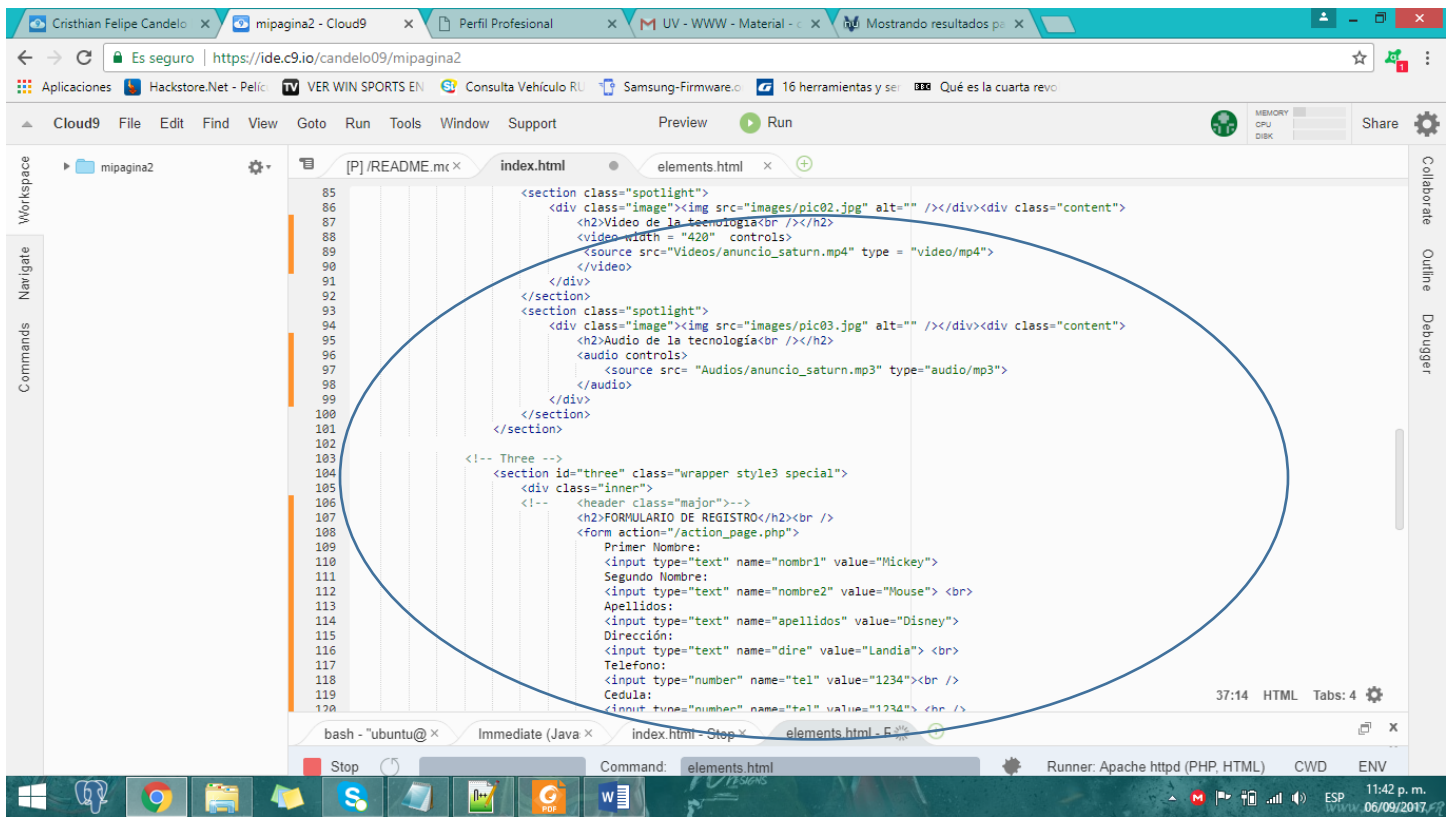 Cristhian Felipe Candelo
mipagina2 - Cloud9
Perfil Profesional
UV - WWW - Material - c
Mostrando resultados pa
Es seguro | https://ide.c9.io/candelo09/mipagina2
Aplicaciones
Hackstore.Net - Pelíc
VER WIN SPORTS EN
Consulta Vehículo RU
Samsung-Firmware.o
16 herramientas y ser
Qué es la cuarta revo
Cloud9 File Edit Find View Goto Run Tools Window Support Preview Run
MEMORY
CPU
DISK
Share
Workspace
Navigate
Commands
mipagina2
[P] /README.mc
index.html
elements.html
Collaborate
Outline
Debugger
85 <section class="spotlight">
86 <div class="image"><img src="images/pic02.jpg" alt="" /></div><div class="content">
87 <h2>Video de la tecnología<br /></h2>
88 <video width = "420" controls>
89 <source src="Videos/anuncio_saturn.mp4" type = "video/mp4">
90 </video>
91 </div>
92 </section>
93 <section class="spotlight">
94 <div class="image"><img src="images/pic03.jpg" alt="" /></div><div class="content">
95 <h2>Audio de la tecnología<br /></h2>
96 <audio controls>
97 <source src= "Audios/anuncio_saturn.mp3" type="audio/mp3">
98 </audio>
99 </div>
100 </section>
101 </section>
102
103 <!-- Three -->
104 <section id="three" class="wrapper style3 special">
105 <div class="inner">
106 <!-- <header class="major">-->
107 <h2>FORMULARIO DE REGISTRO</h2><br />
108 <form action="/action_page.php">
109 Primer Nombre:
110 <input type="text" name="nombr1" value="Mickey">
111 Segundo Nombre:
112 <input type="text" name="nombre2" value="Mouse"> <br>
113 Apellidos:
114 <input type="text" name="apellidos" value="Disney">
115 Dirección:
116 <input type="text" name="dire" value="Landia"> <br>
117 Telefono:
118 <input type="number" name="tel" value="1234"><br />
119 Cedula:
120 <input type="number" name="tel" value="1234"> <br />
37:14 HTML Tabs: 4
bash - "ubuntu@
Immediate (Java
index.html - Stop
elements.html - F
Stop
Command: elements.html
Runner: Apache httpd (PHP, HTML) CWD ENV
ESP
11:42 p. m.
06/09/2017